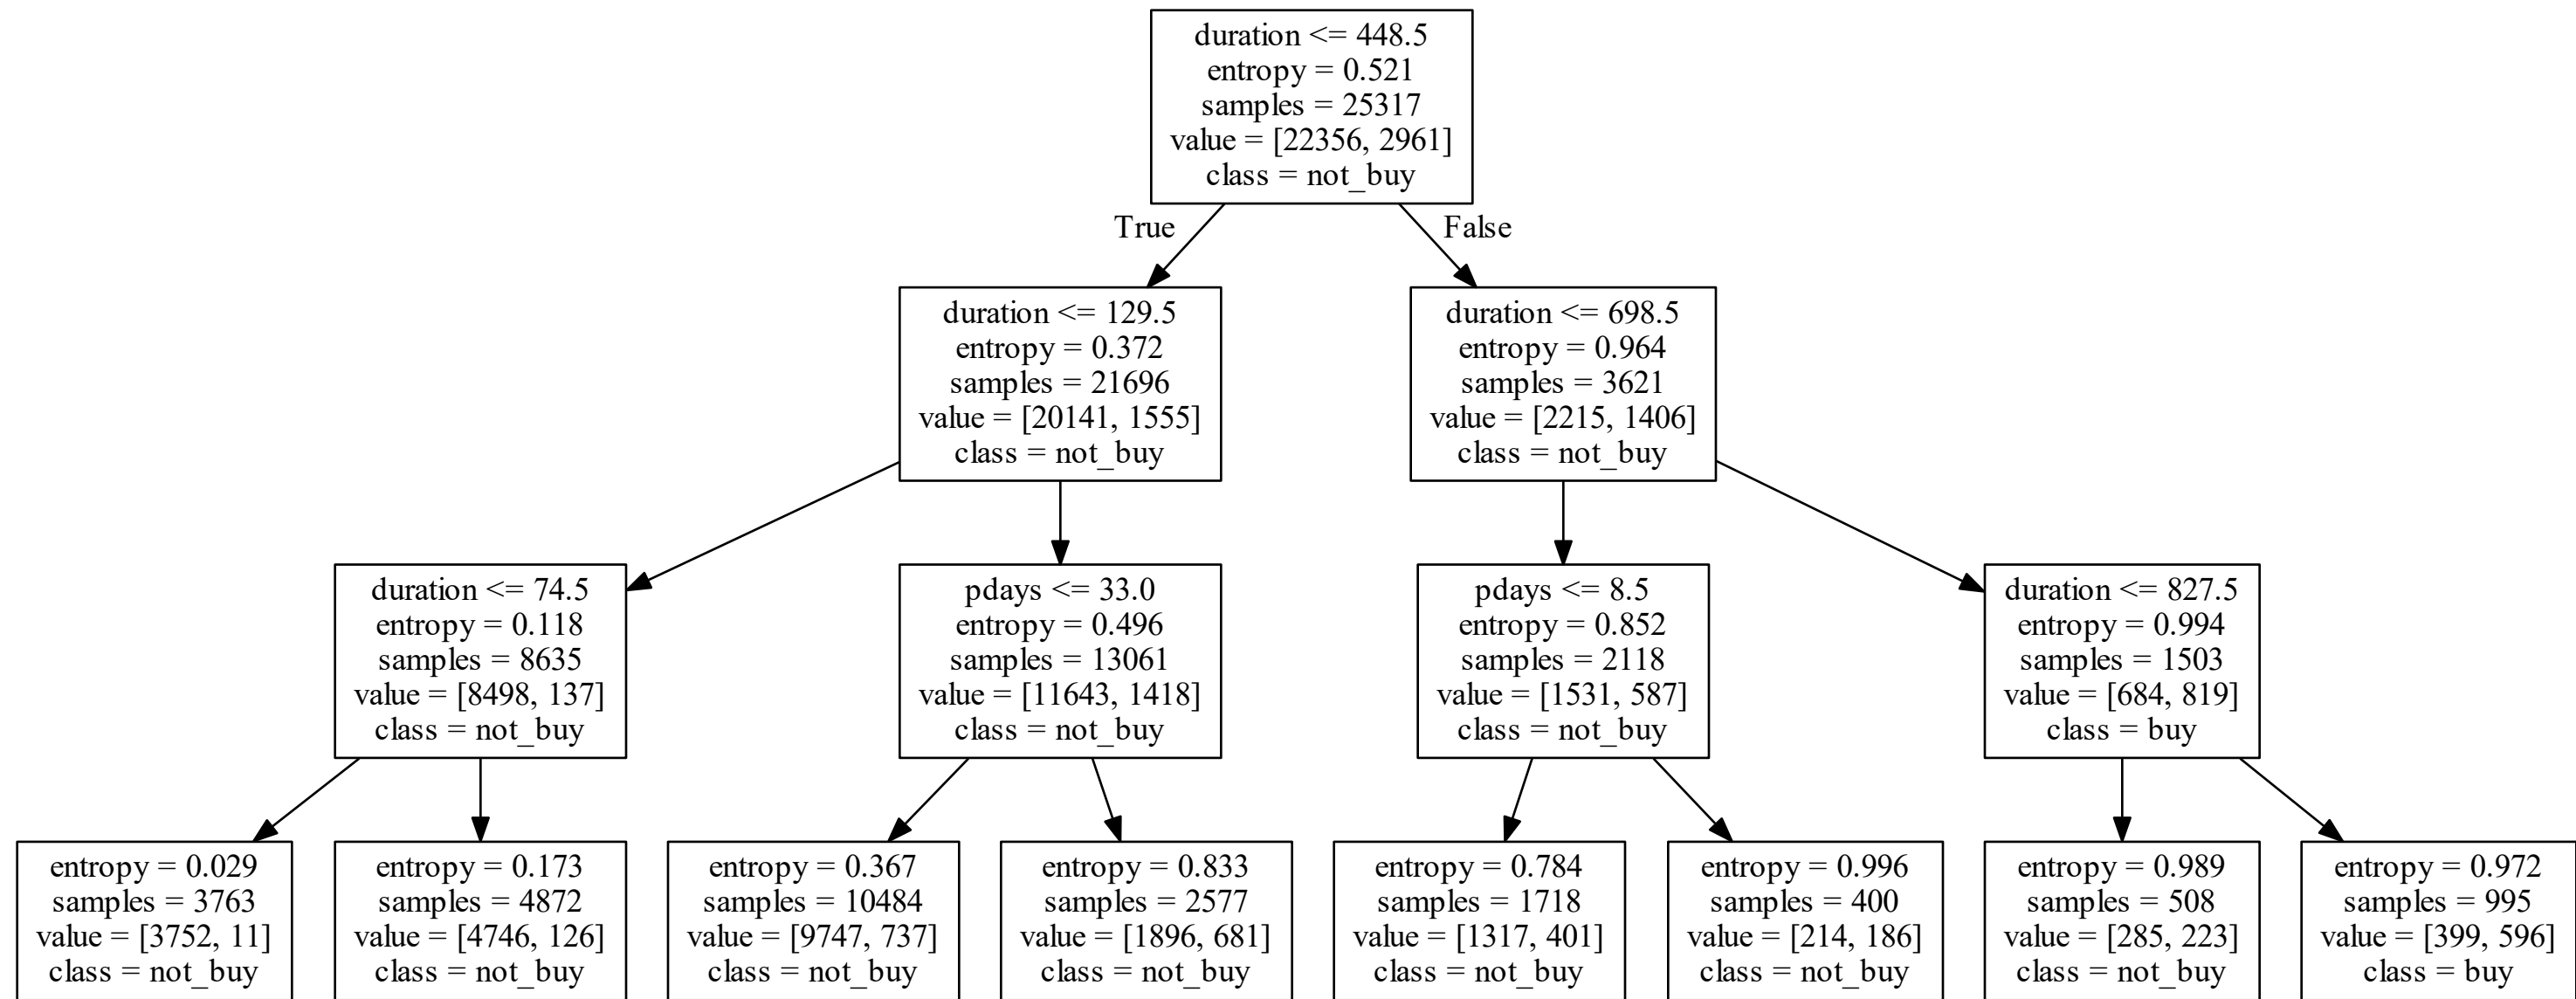 duration <= 448.5
entropy = 0.521
samples = 25317
value = [22356, 2961]
class = not_buy
True
False
duration <= 129.5
entropy = 0.372
samples = 21696
value = [20141, 1555]
class = not_buy
duration <= 698.5
entropy = 0.964
samples = 3621
value = [2215, 1406]
class = not_buy
duration <= 74.5
entropy = 0.118
samples = 8635
value = [8498, 137]
class = not_buy
pdays <= 33.0
entropy = 0.496
samples = 13061
value = [11643, 1418]
class = not_buy
pdays <= 8.5
entropy = 0.852
samples = 2118
value = [1531, 587]
class = not_buy
duration <= 827.5
entropy = 0.994
samples = 1503
value = [684, 819]
class = buy
entropy = 0.029
samples = 3763
value = [3752, 11]
class = not_buy
entropy = 0.173
samples = 4872
value = [4746, 126]
class = not_buy
entropy = 0.367
samples = 10484
value = [9747, 737]
class = not_buy
entropy = 0.833
samples = 2577
value = [1896, 681]
class = not_buy
entropy = 0.784
samples = 1718
value = [1317, 401]
class = not_buy
entropy = 0.996
samples = 400
value = [214, 186]
class = not_buy
entropy = 0.989
samples = 508
value = [285, 223]
class = not_buy
entropy = 0.972
samples = 995
value = [399, 596]
class = buy